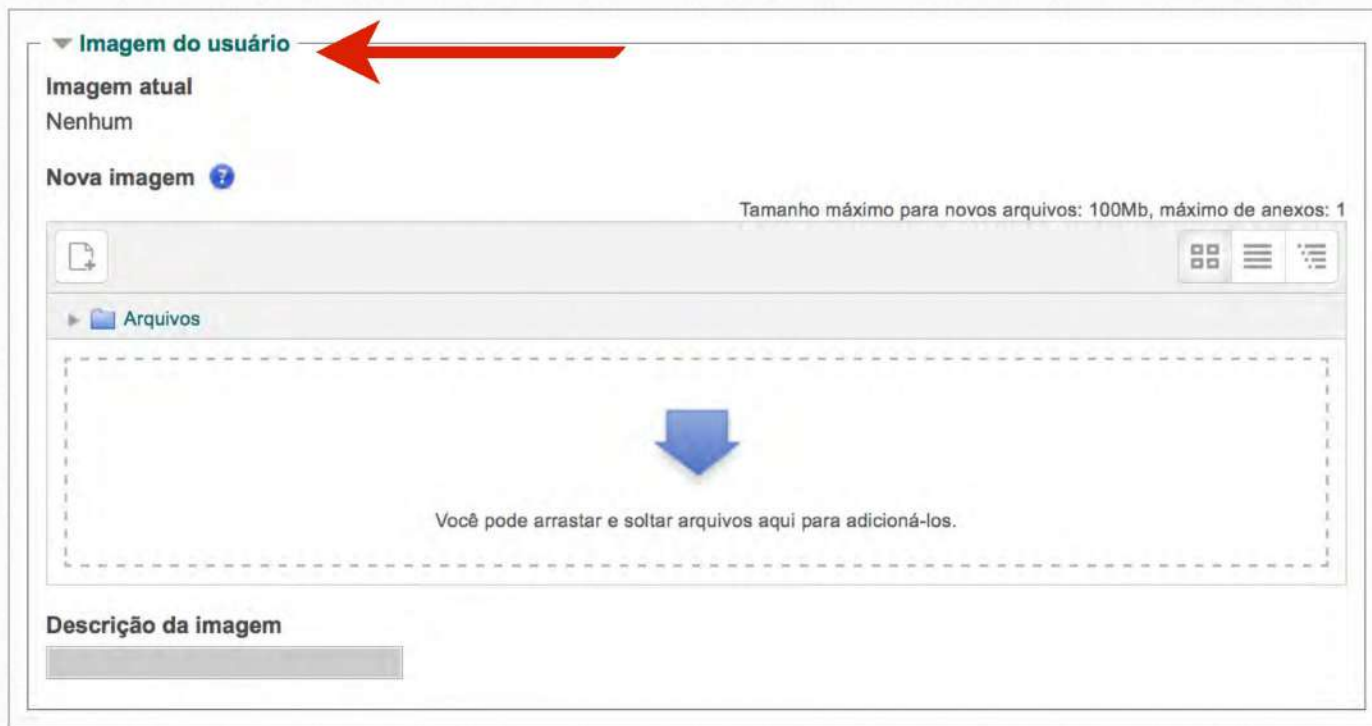 Imagem do usuário
Imagem atual
Nenhum
Nova imagem ?
Tamanho máximo para novos arquivos: 100Mb, máximo de anexos: 1
Arquivos
Você pode arrastar e soltar arquivos aqui para adicioná-los.
Descrição da imagem